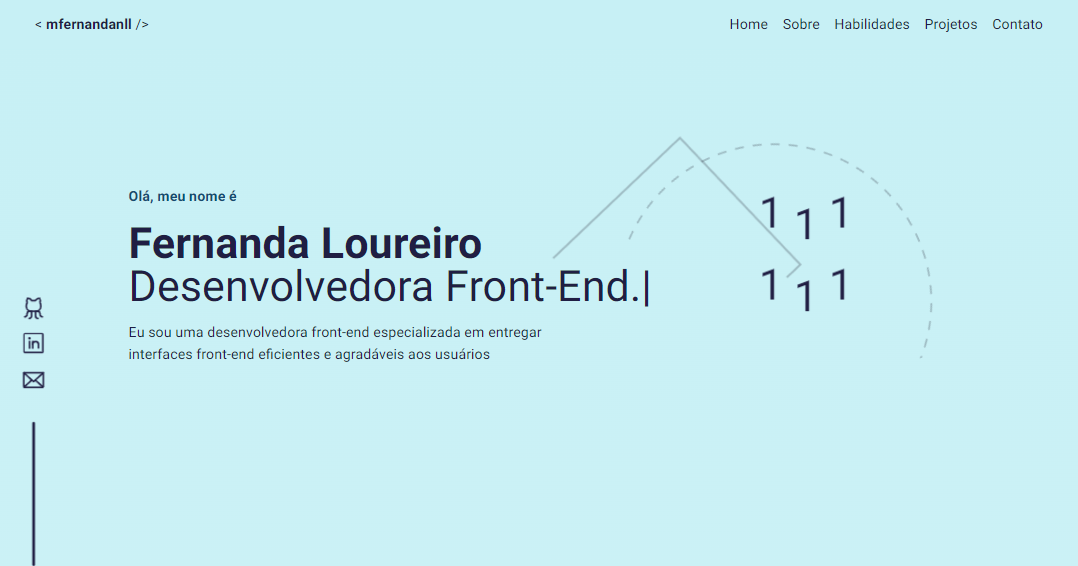 < mfernandanll />
Home Sobre Habilidades Projetos Contato
Olá, meu nome é
Fernanda Loureiro
Desenvolvedora Front-End.|
Eu sou uma desenvolvedora front-end especializada em entregar
interfaces front-end eficientes e agradáveis aos usuários
1 1 1
1 1 1
in